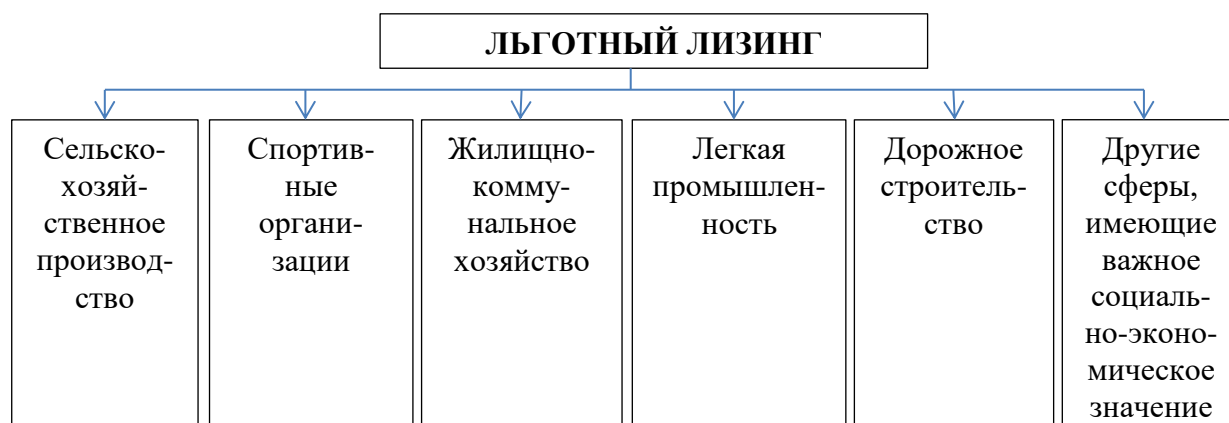 ЛЬГОТНЫЙ ЛИЗИНГ
Сельско-
хозяй-
ственное
производ-
ство
Спортив-
ные
органи-
зации
Жилищно-
комму-
нальное
хозяйство
Легкая
промышлен-
ность
Дорожное
строитель-
ство
Другие
сферы,
имеющие
важное
социаль-
но-эконо-
мическое
значение